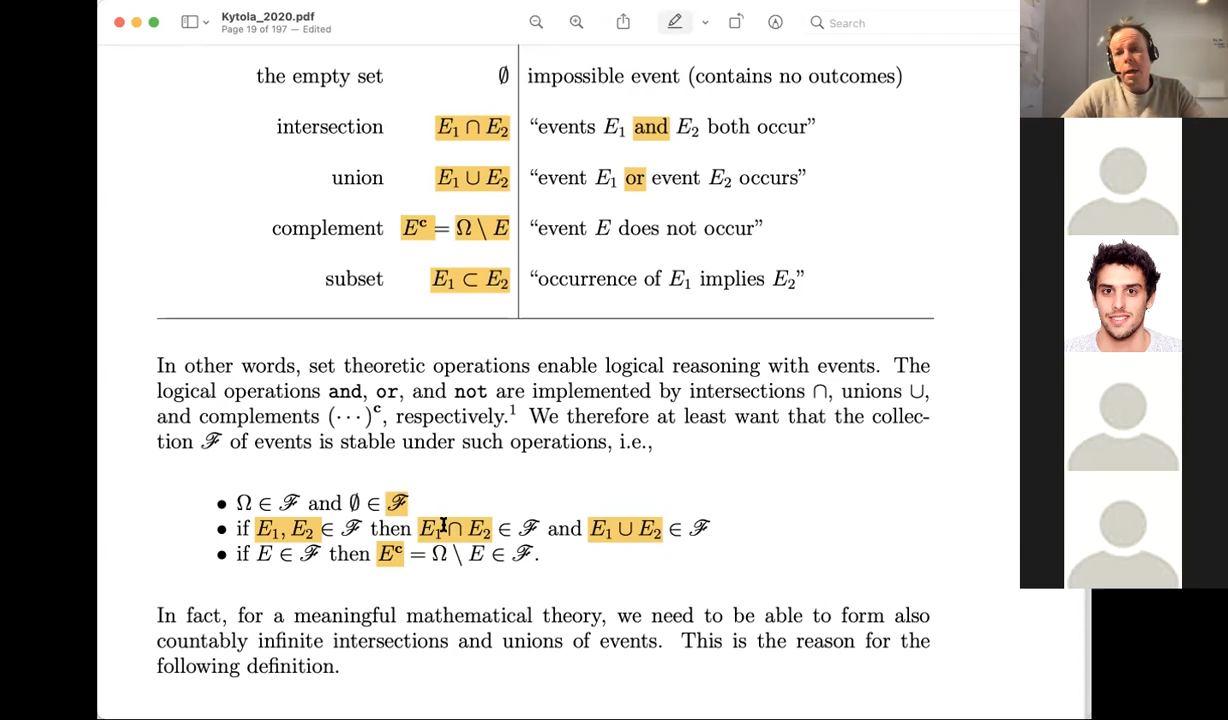 Kytola_2020.pdf
Page 19 of 197 — Edited
Search
the empty set ∅ impossible event (contains no outcomes)
intersection E₁ ∩ E₂ “events E₁ and E₂ both occur”
union E₁ ∪ E₂ “event E₁ or event E₂ occurs”
complement Eᶜ = Ω \ E “event E does not occur”
subset E₁ ⊂ E₂ “occurrence of E₁ implies E₂”
In other words, set theoretic operations enable logical reasoning with events. The
logical operations and, or, and not are implemented by intersections ∩, unions ∪,
and complements (⋯)ᶜ, respectively.¹ We therefore at least want that the collec-
tion ℱ of events is stable under such operations, i.e.,
• Ω ∈ ℱ and ∅ ∈ ℱ
• if E₁, E₂ ∈ ℱ then E₁ ∩ E₂ ∈ ℱ and E₁ ∪ E₂ ∈ ℱ
• if E ∈ ℱ then Eᶜ = Ω \ E ∈ ℱ.
In fact, for a meaningful mathematical theory, we need to be able to form also
countably infinite intersections and unions of events. This is the reason for the
following definition.